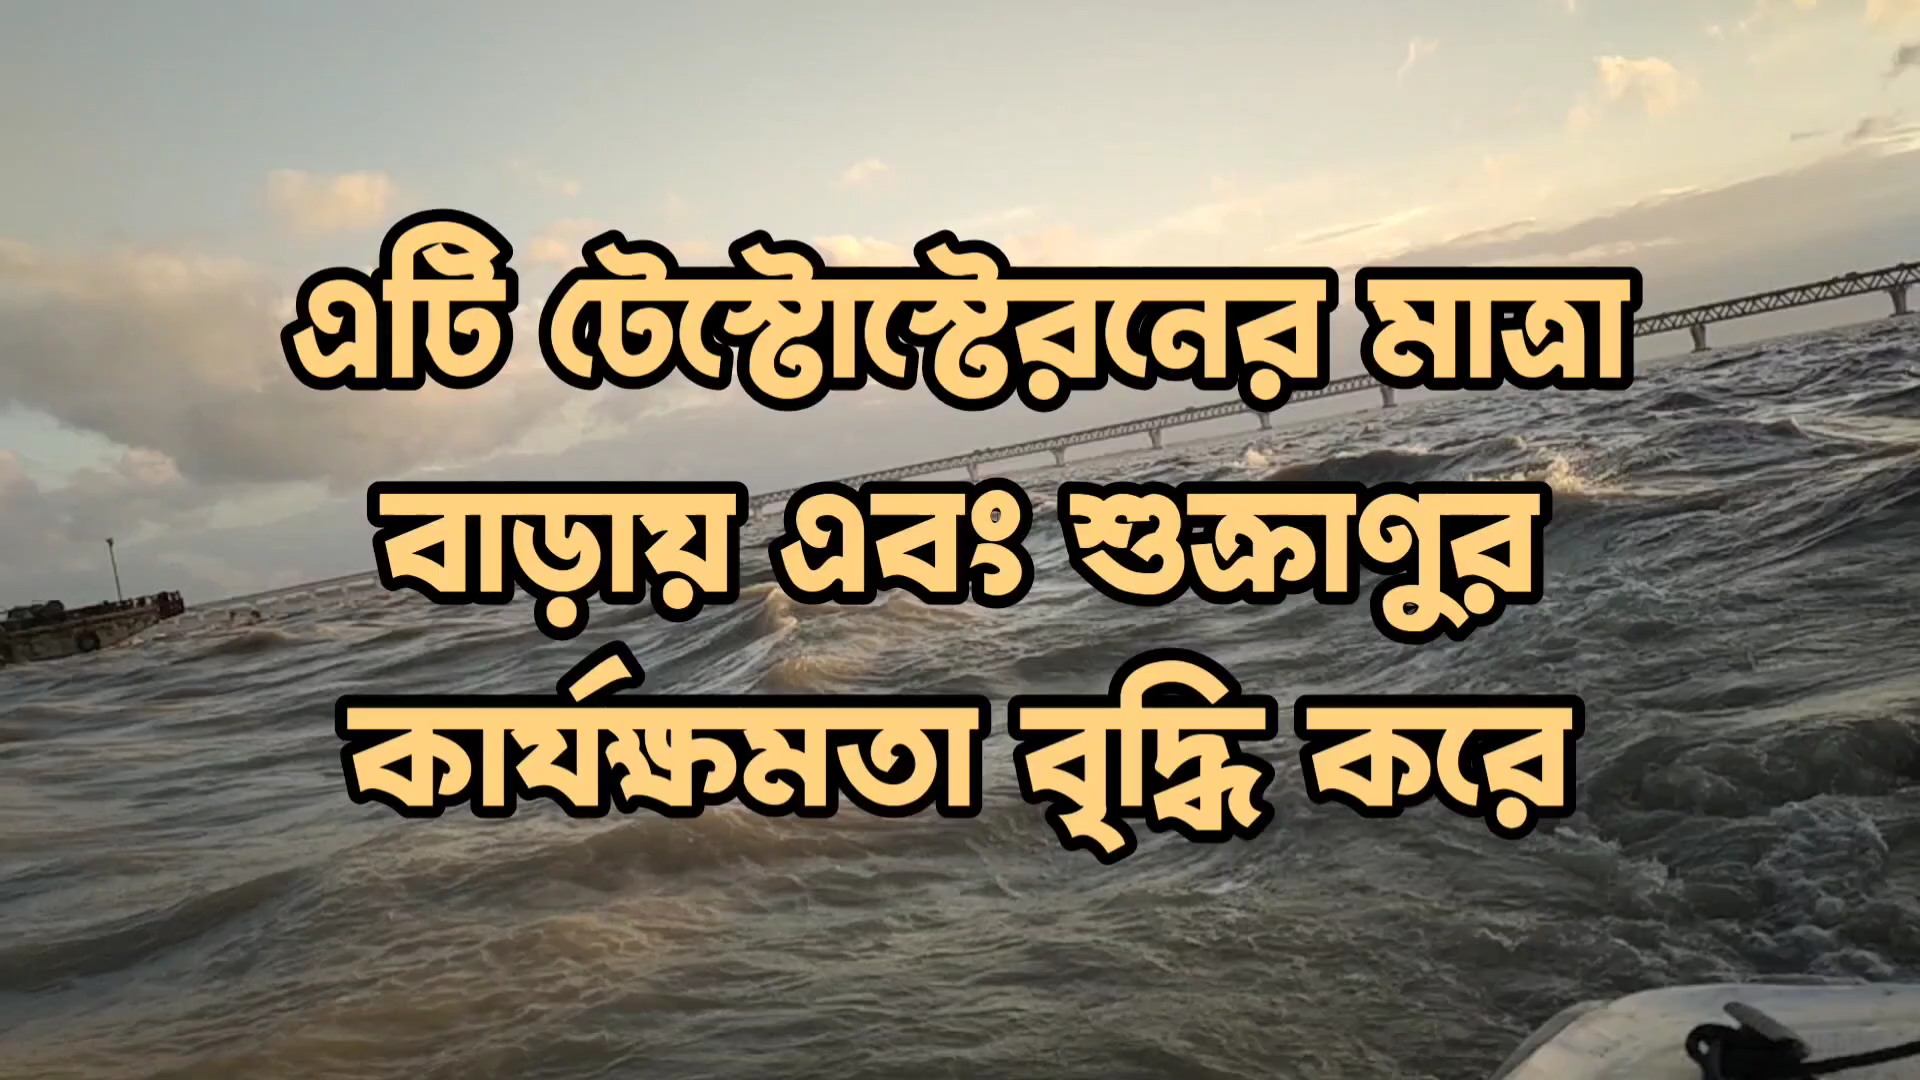 এটি টেস্টোস্টেরনের মাত্রা
বাড়ায় এবং শুক্রাণুর
কার্যক্ষমতা বৃদ্ধি করে